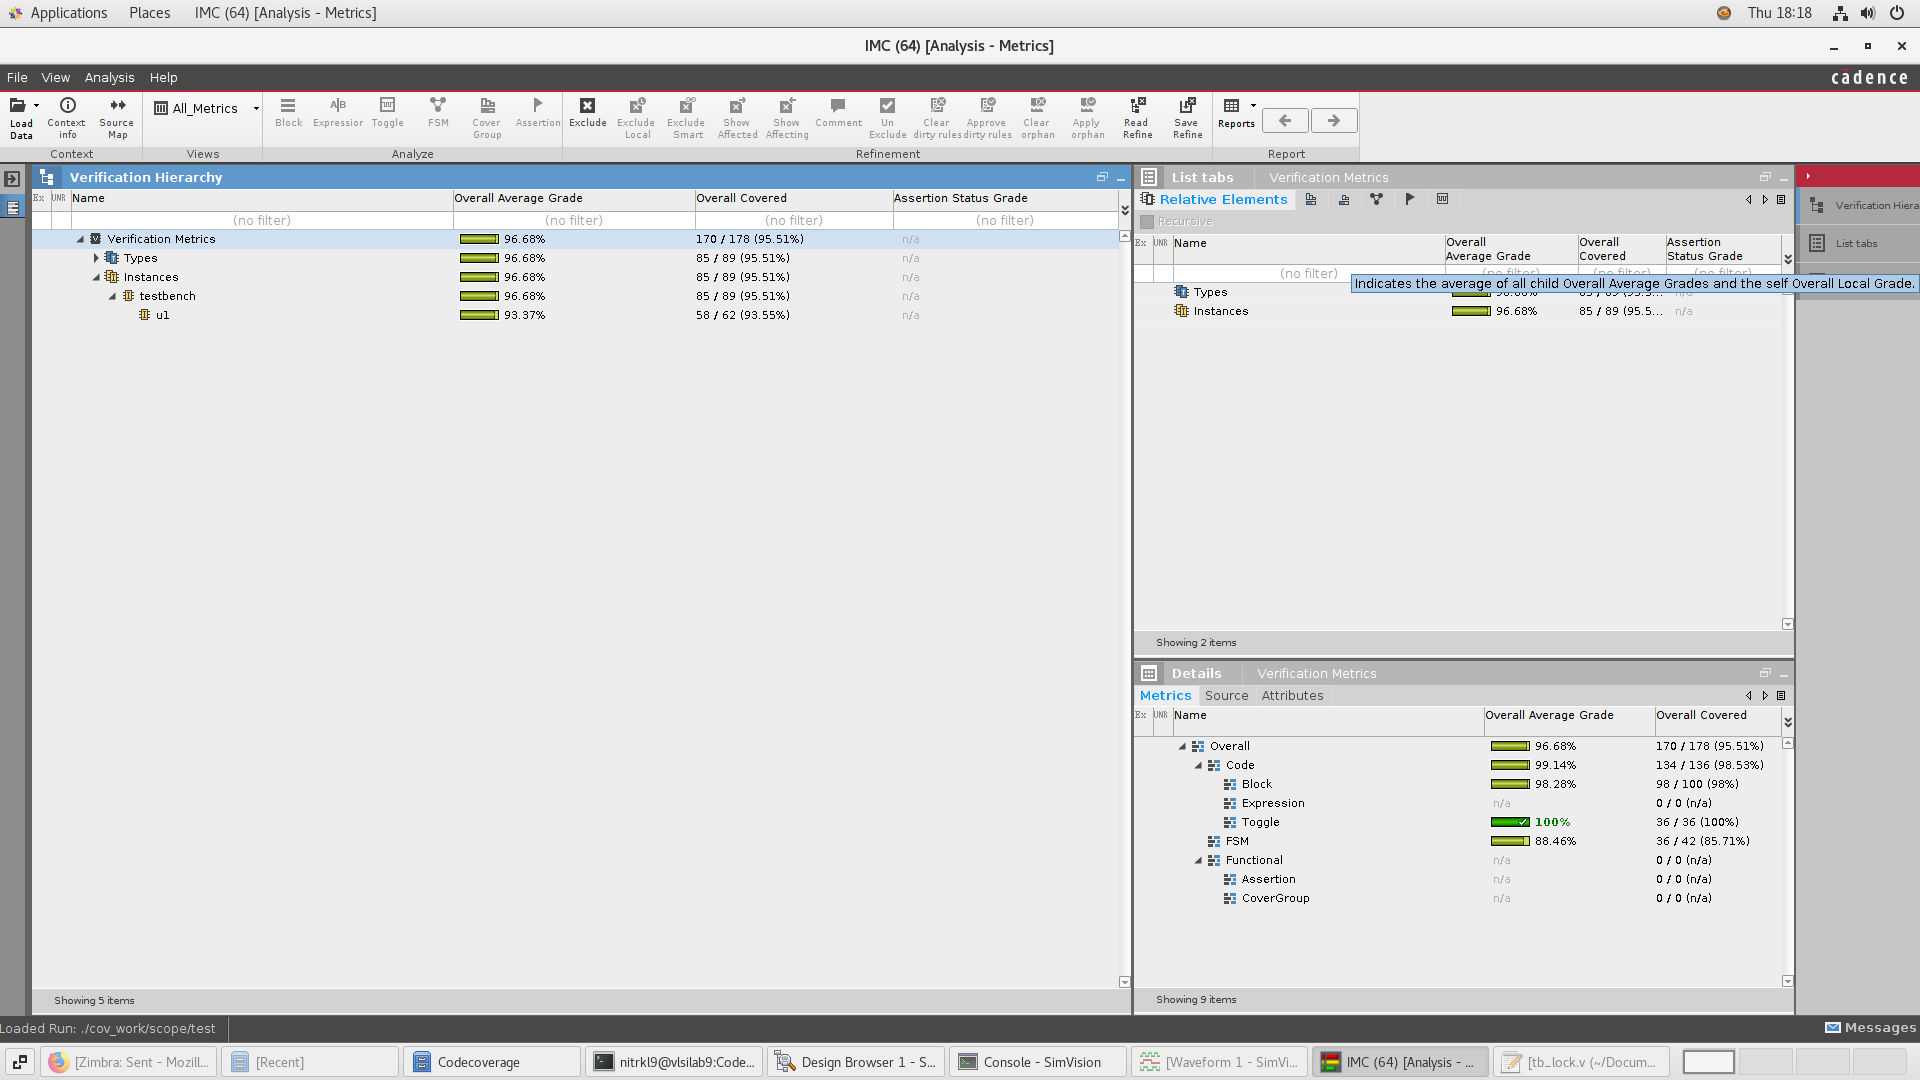 Applications Places IMC (64) [Analysis - Metrics] Thu 18:18
IMC (64) [Analysis - Metrics]
File View Analysis Help cādence
Load Data Context info Source Map All_Metrics Block Expression Toggle FSM Cover Group Assertion Exclude Exclude Local Exclude Smart Show Affected Show Affecting Comment Un Exclude Clear dirty rules Approve dirty rules Clear orphan Apply orphan Read Refine Save Refine Reports
Context Views Analyze Refinement Report
Verification Hierarchy
Ex UNR Name Overall Average Grade Overall Covered Assertion Status Grade
(no filter) (no filter) (no filter) (no filter)
Verification Metrics 96.68% 170 / 178 (95.51%) n/a
Types 96.68% 85 / 89 (95.51%) n/a
Instances 96.68% 85 / 89 (95.51%) n/a
testbench 96.68% 85 / 89 (95.51%) n/a
u1 93.37% 58 / 62 (93.55%) n/a
Showing 5 items
List tabs Verification Metrics
Relative Elements
Recursive
Ex UNR Name Overall Average Grade Overall Covered Assertion Status Grade
(no filter) (no filter) (no filter) (no filter)
Indicates the average of all child Overall Average Grades and the self Overall Local Grade.
Types
Instances 96.68% 85 / 89 (95.5... n/a
Showing 2 items
Verification Hiera
List tabs
Details Verification Metrics
Metrics Source Attributes
Ex UNR Name Overall Average Grade Overall Covered
Overall 96.68% 170 / 178 (95.51%)
Code 99.14% 134 / 136 (98.53%)
Block 98.28% 98 / 100 (98%)
Expression n/a 0 / 0 (n/a)
Toggle 100% 36 / 36 (100%)
FSM 88.46% 36 / 42 (85.71%)
Functional n/a 0 / 0 (n/a)
Assertion n/a 0 / 0 (n/a)
CoverGroup n/a 0 / 0 (n/a)
Showing 9 items
Loaded Run: ./cov_work/scope/test Messages
[Zimbra: Sent - Mozill... [Recent] Codecoverage nitrkl9@vlsilab9:Code... Design Browser 1 - S... Console - SimVision [Waveform 1 - SimVi... IMC (64) [Analysis - ... [tb_lock.v (~/Docum...